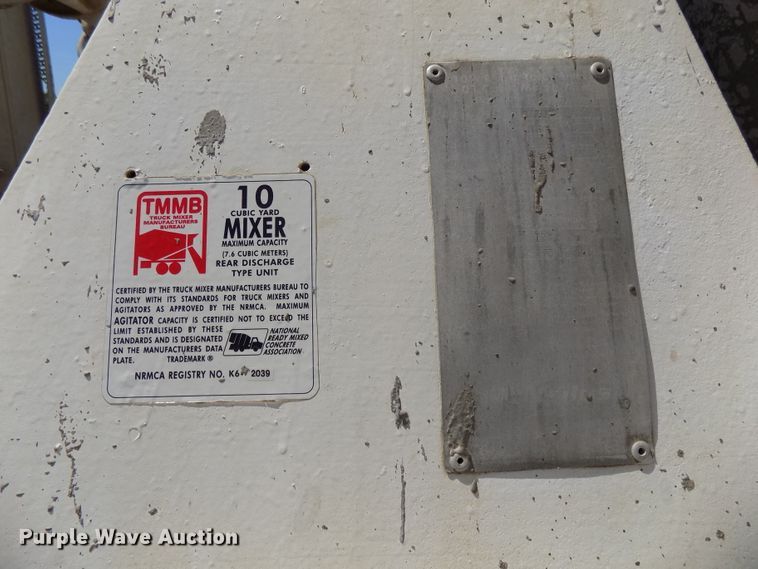 TMMB
TRUCK MIXER
MANUFACTURERS
BUREAU
10
CUBIC YARD
MIXER
MAXIMUM CAPACITY
(7.6 CUBIC METERS)
REAR DISCHARGE
TYPE UNIT
CERTIFIED BY THE TRUCK MIXER MANUFACTURERS BUREAU TO
COMPLY WITH ITS STANDARDS FOR TRUCK MIXERS AND
AGITATORS AS APPROVED BY THE NRMCA. MAXIMUM
AGITATOR CAPACITY IS CERTIFIED NOT TO EXCEED THE
LIMIT ESTABLISHED BY THESE
STANDARDS AND IS DESIGNATED
ON THE MANUFACTURERS DATA
PLATE. TRADEMARK ®
NATIONAL
READY MIXED
CONCRETE
ASSOCIATION
NRMCA REGISTRY NO. 2039
Purple Wave Auction